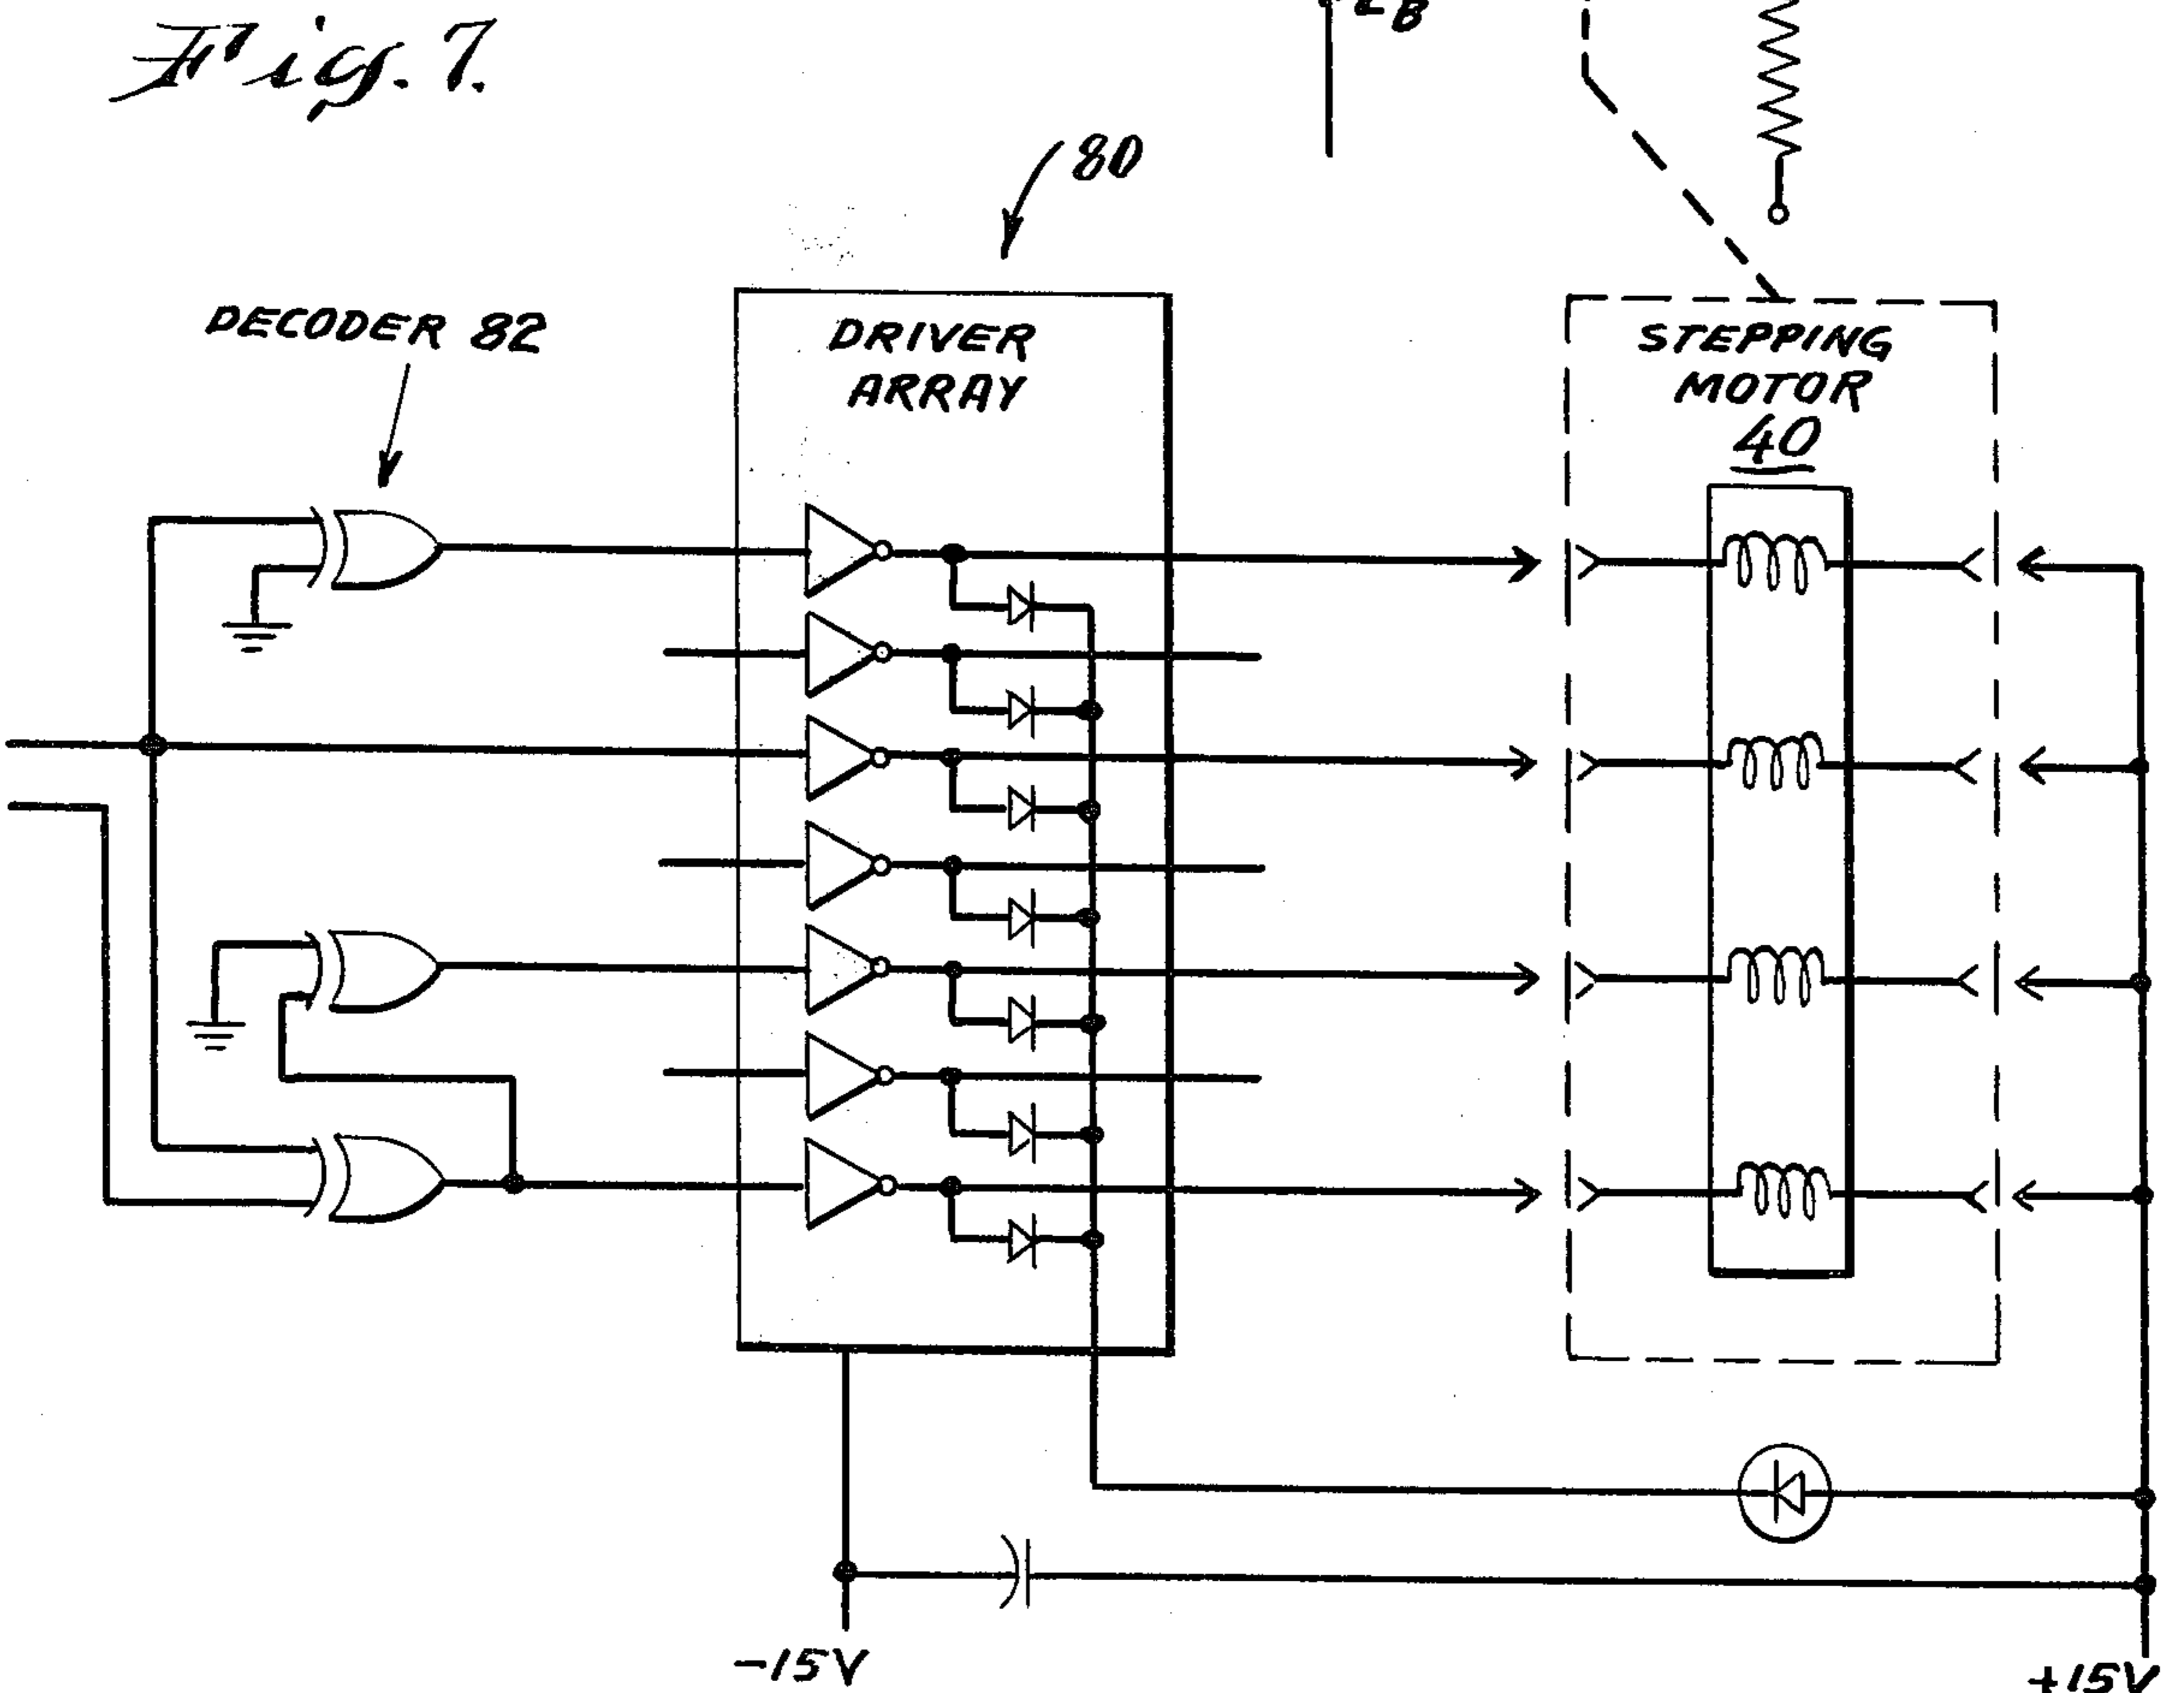 Fig. 7.
80
DECODER 82
DRIVER
ARRAY
STEPPING
MOTOR
40
-15V
+15V